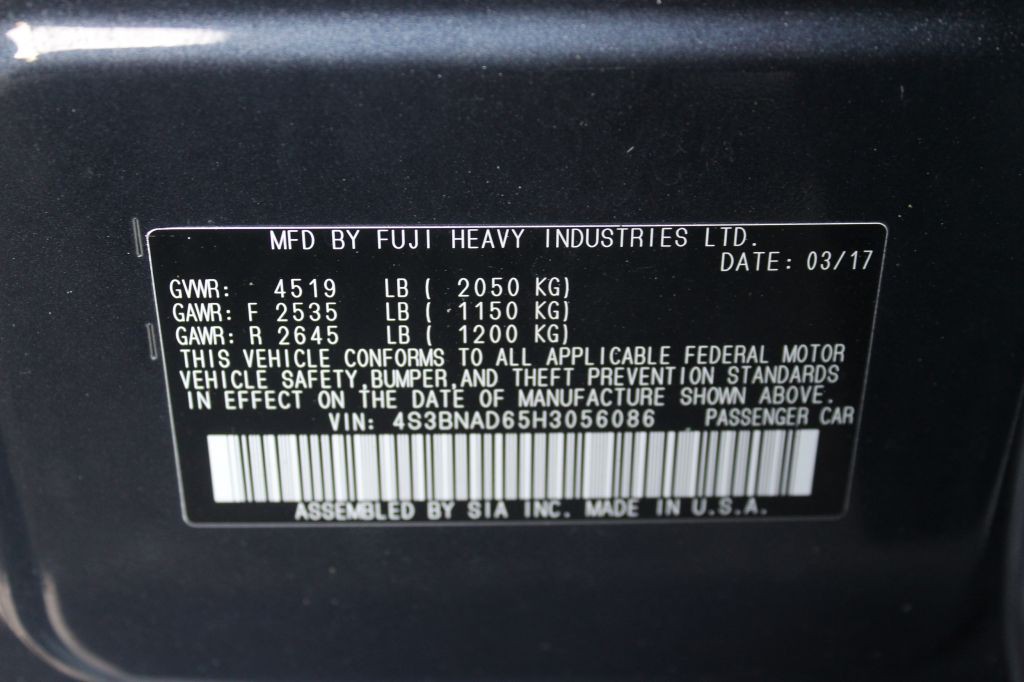 MFD BY FUJI HEAVY INDUSTRIES LTD.
DATE: 03/17
GVWR: 4519 LB ( 2050 KG)
GAWR: F 2535 LB ( 1150 KG)
GAWR: R 2645 LB ( 1200 KG)
THIS VEHICLE CONFORMS TO ALL APPLICABLE FEDERAL MOTOR
VEHICLE SAFETY,BUMPER,AND THEFT PREVENTION STANDARDS
IN EFFECT ON THE DATE OF MANUFACTURE SHOWN ABOVE.
VIN: 4S3BNAD65H3056086 PASSENGER CAR
ASSEMBLED BY SIA INC. MADE IN U.S.A.